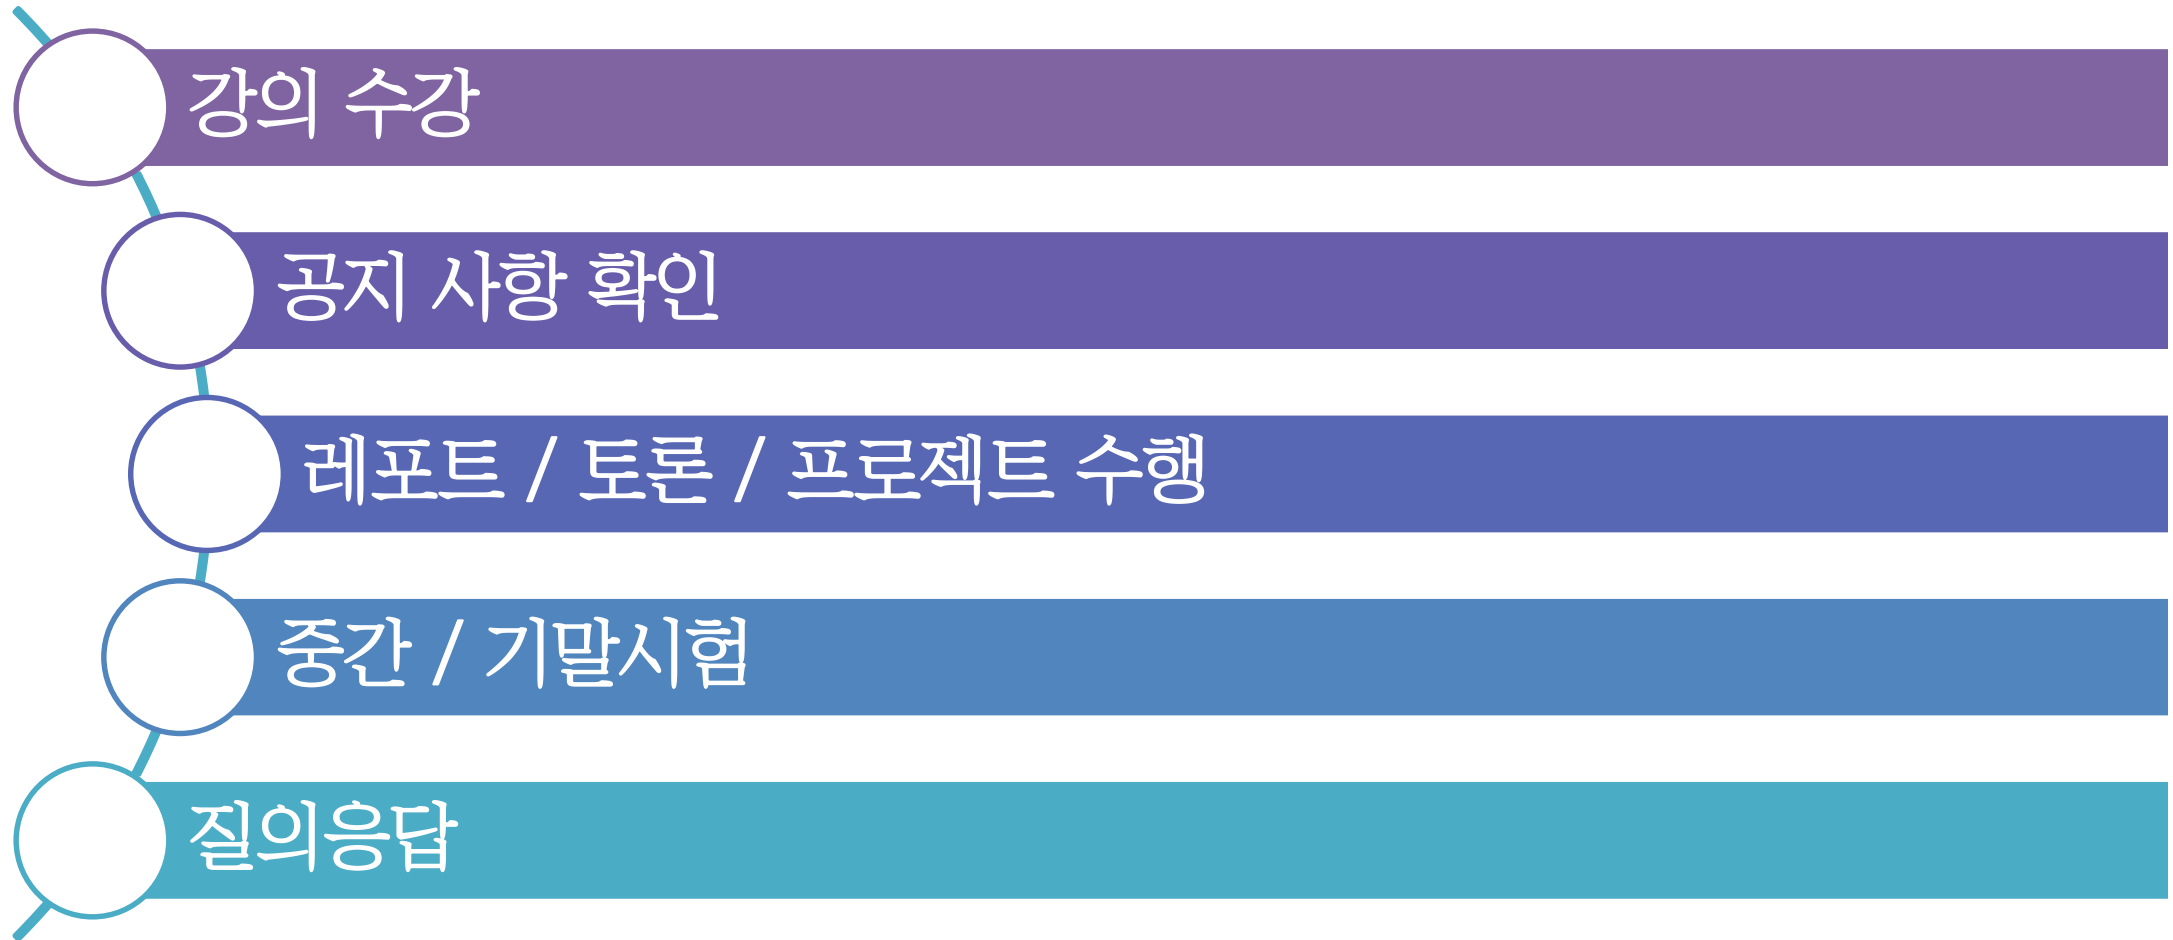 강의 수강
공지 사항 확인
레포트 / 토론 / 프로젝트 수행
중간 / 기말시험
질의응답